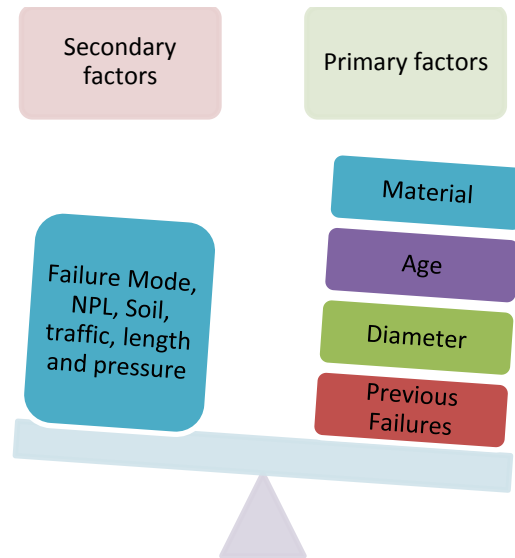 Secondary
factors
Primary factors
Failure Mode,
NPL, Soil,
traffic, length
and pressure
Material
Age
Diameter
Previous
Failures